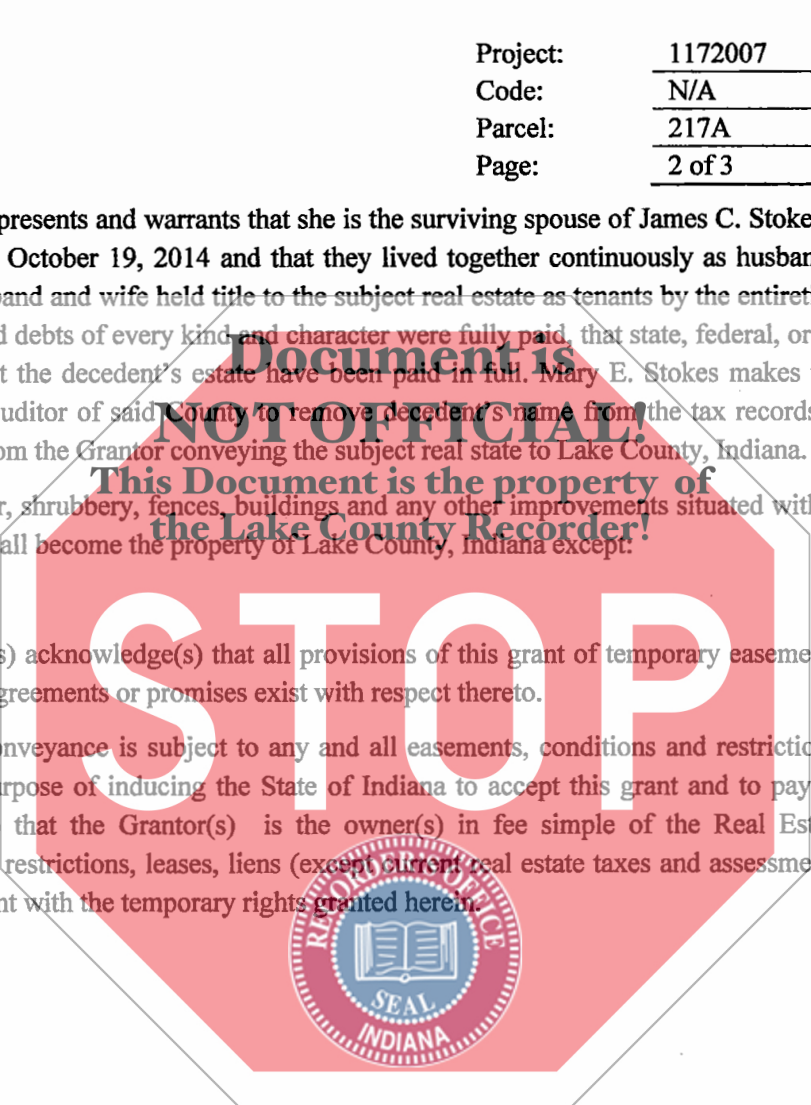 Project: 1172007
Code: N/A
Parcel: 217A
Page: 2 of 3
presents and warrants that she is the surviving spouse of James C. Stoke
October 19, 2014 and that they lived together continuously as husban
and and wife held title to the subject real estate as tenants by the entiret
d debts of every kind and character were fully paid, that state, federal, or
Document is
t the decedent's estate have been paid in full. Mary E. Stokes makes
uditor of said County to remove decedent's name from the tax records
NOT OFFICIAL!
om the Grantor conveying the subject real state to Lake County, Indiana.
This Document is the property of
r, shrubbery, fences, buildings and any other improvements situated with
the Lake County Recorder!
all become the property of Lake County, Indiana except:
STOP
s) acknowledge(s) that all provisions of this grant of temporary easeme
greements or promises exist with respect thereto.
onveyance is subject to any and all easements, conditions and restrictio
rpose of inducing the State of Indiana to accept this grant and to pay
that the Grantor(s) is the owner(s) in fee simple of the Real Est
restrictions, leases, liens (except current real estate taxes and assessme
nt with the temporary rights granted herein.
RECORDER'S OFFICE
SEAL
INDIANA